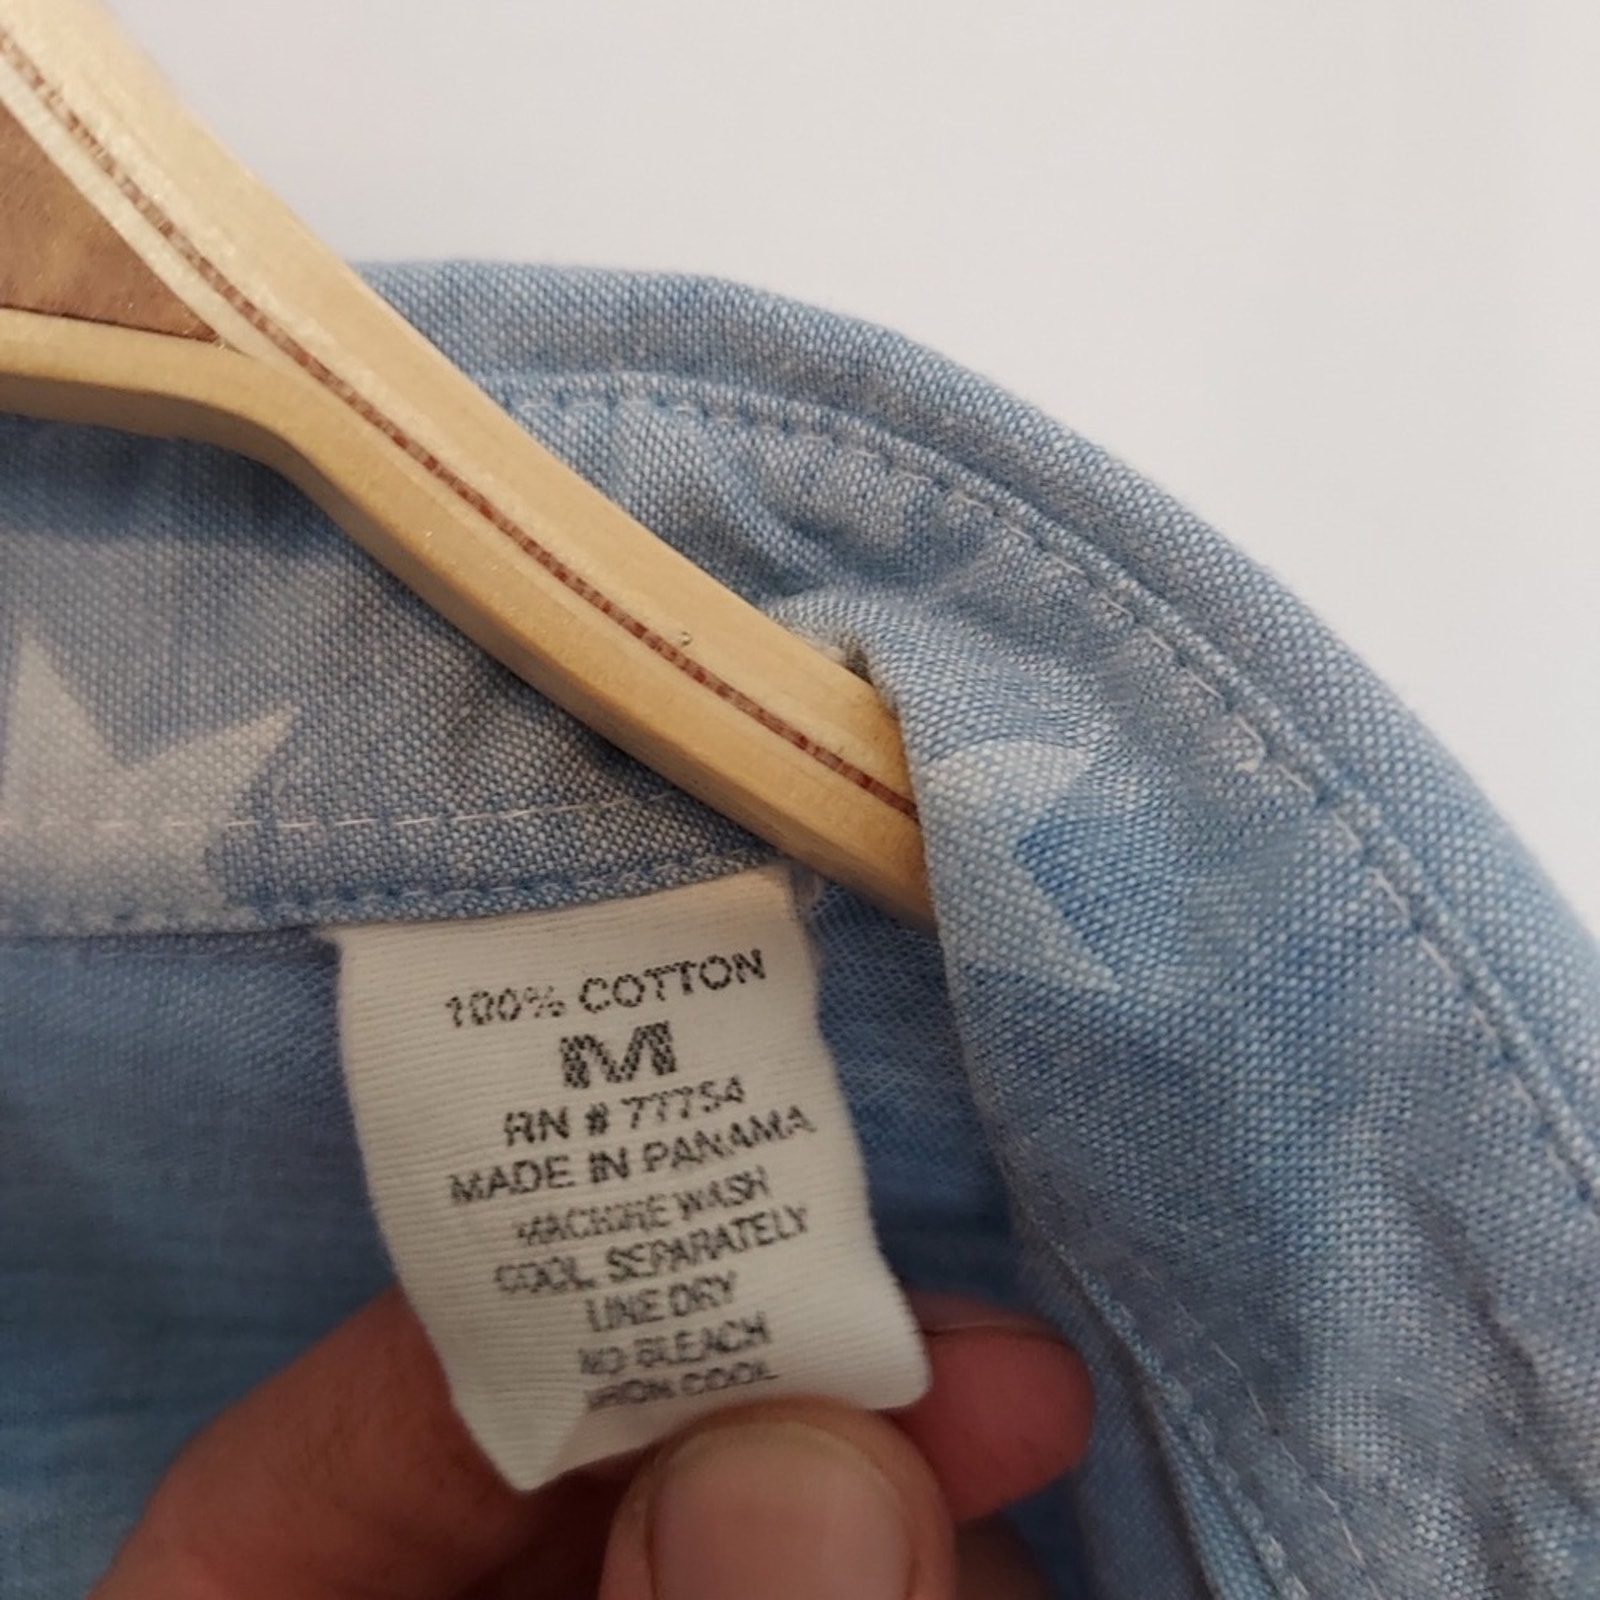 100% COTTON
M
RN # 77754
MADE IN PANAMA
MACHINE WASH
COOL SEPARATELY
LINE DRY
NO BLEACH
IRON COOL